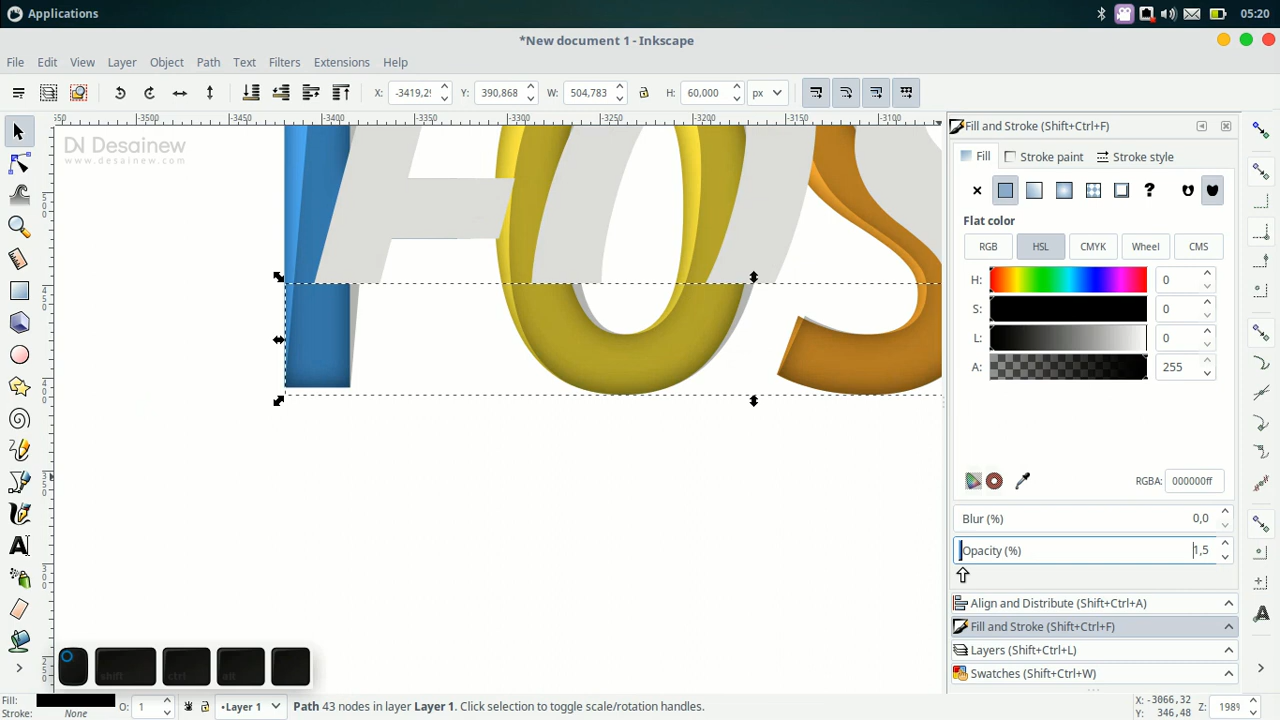 Applications
05:20
*New document 1 - Inkscape
File Edit View Layer Object Path Text Filters Extensions Help
X: -3419,2 Y: 390,868 W: 504,783 H: 60,000 px
-3450 -3400 -3350 -3300 -3250 -3200 -3150 -3100
DN Desainew
www.desainew.com
FOS
Fill and Stroke (Shift+Ctrl+F)
Fill Stroke paint Stroke style
?
Flat color
RGB HSL CMYK Wheel CMS
H: 0
S: 0
L: 0
A: 255
RGBA: 000000ff
Blur (%) 0,0
Opacity (%) 1,5
Align and Distribute (Shift+Ctrl+A)
Fill and Stroke (Shift+Ctrl+F)
Layers (Shift+Ctrl+L)
Swatches (Shift+Ctrl+W)
shift ctrl alt
Fill:
Stroke: None
O: 1
•Layer 1
Path 43 nodes in layer Layer 1. Click selection to toggle scale/rotation handles.
X: -3066,32
Y: 346,48
Z: 198%